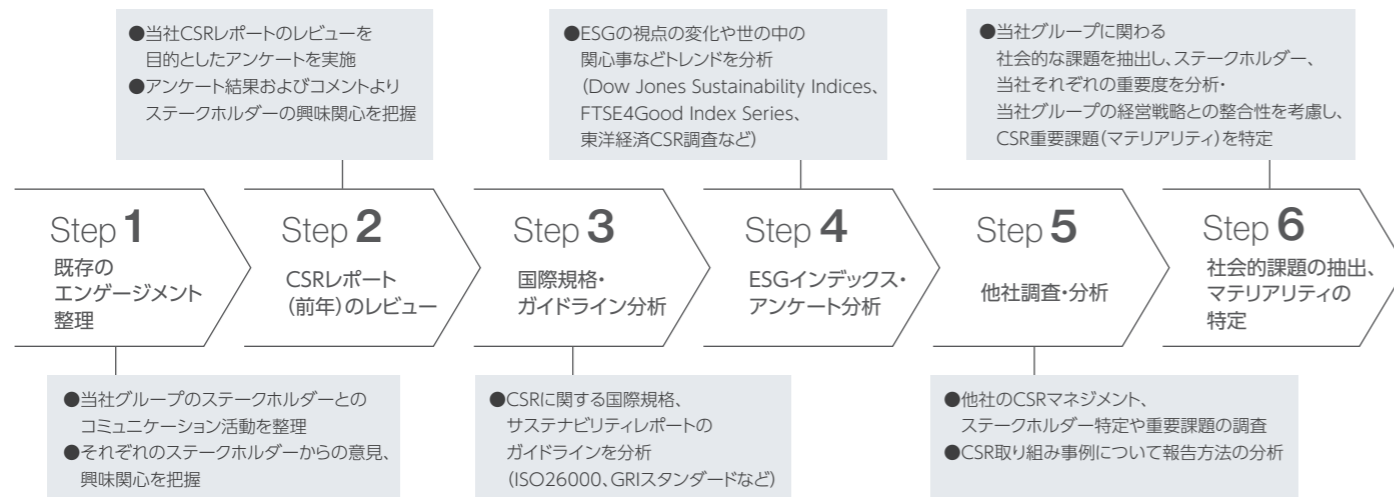 ●当社CSRレポートのレビューを
目的としたアンケートを実施
●アンケート結果およびコメントより
ステークホルダーの興味関心を把握
●ESGの視点の変化や世の中の
関心事などトレンドを分析
(Dow Jones Sustainability Indices、
FTSE4Good Index Series、
東洋経済CSR調査など)
●当社グループに関わる
社会的な課題を抽出し、ステークホルダー、
当社それぞれの重要度を分析・
当社グループの経営戦略との整合性を考慮し、
CSR重要課題(マテリアリティ)を特定
Step 1
既存の
エンゲージメント
整理
Step 2
CSRレポート
(前年)のレビュー
Step 3
国際規格・
ガイドライン分析
Step 4
ESGインデックス・
アンケート分析
Step 5
他社調査・分析
Step 6
社会的課題の抽出、
マテリアリティの
特定
●当社グループのステークホルダーとの
コミュニケーション活動を整理
●それぞれのステークホルダーからの意見、
興味関心を把握
●CSRに関する国際規格、
サステナビリティレポートの
ガイドラインを分析
(ISO26000、GRIスタンダードなど)
●他社のCSRマネジメント、
ステークホルダー特定や重要課題の調査
●CSR取り組み事例について報告方法の分析